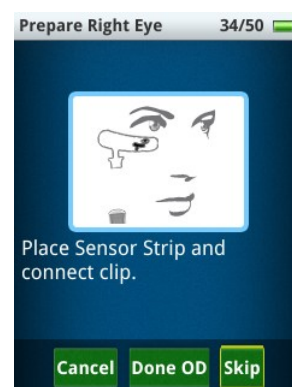 Prepare Right Eye 34/50
Place Sensor Strip and
connect clip.
Cancel Done OD Skip